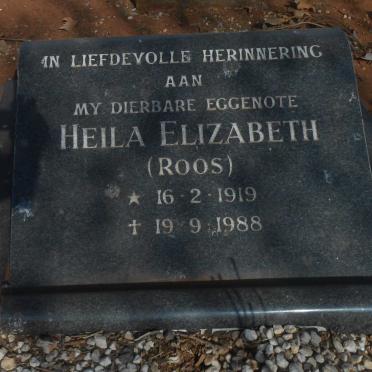 IN LIEFDEVOLLE HERINNERING
AAN
MY DIERBARE EGGENOTE
HEILA ELIZABETH
(ROOS)
★ 16·2·1919
✝ 19·9·1988